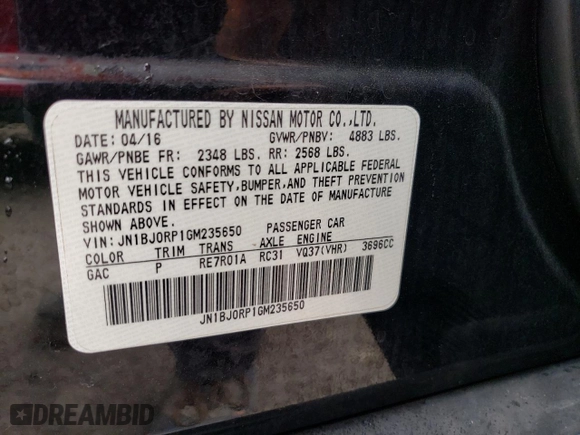 MANUFACTURED BY NISSAN MOTOR CO.,LTD.
DATE: 04/16 GVWR/PNBV: 4883 LBS.
GAWR/PNBE FR: 2348 LBS. RR: 2568 LBS.
THIS VEHICLE CONFORMS TO ALL APPLICABLE FEDERAL
MOTOR VEHICLE SAFETY,BUMPER,AND THEFT PREVENTION
STANDARDS IN EFFECT ON THE DATE OF MANUFACTURE
SHOWN ABOVE.
VIN: JN1BJ0RP1GM235650 PASSENGER CAR
COLOR TRIM TRANS AXLE ENGINE
GAC P RE7R01A RC31 VQ37(VHR) 3696CC
JN1BJ0RP1GM235650
DREAMBID